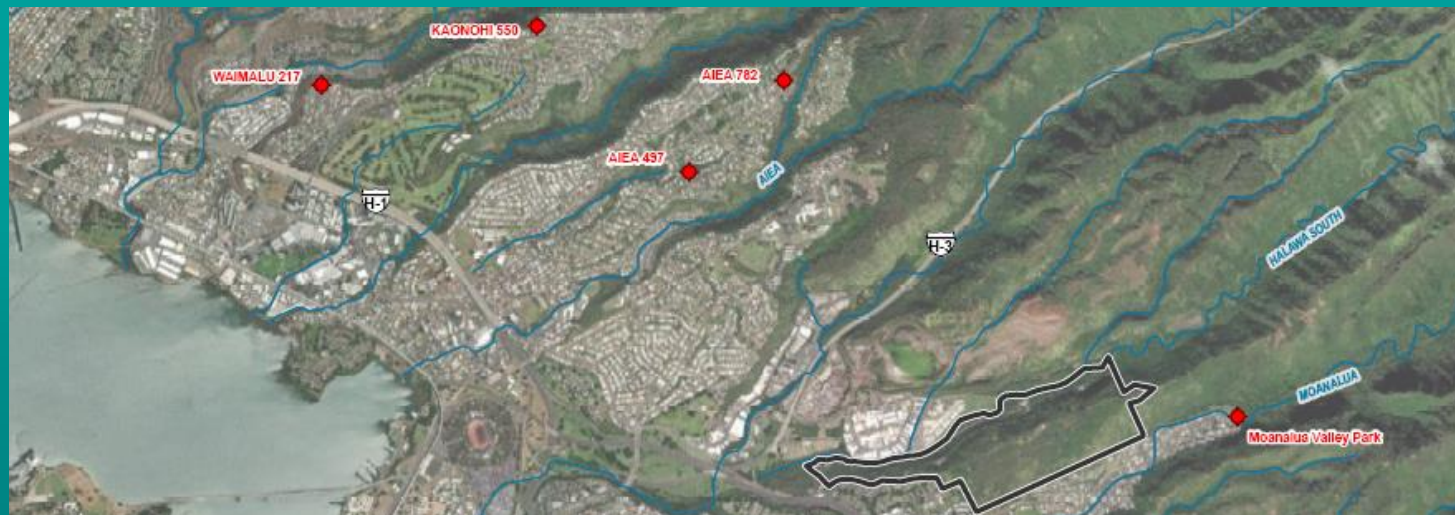 KAONOHI 550
WAIMALU 217
AIEA 782
AIEA 497
AIEA
H-1
H-3
HALAWA SOUTH
MOANALUA
Moanalua Valley Park